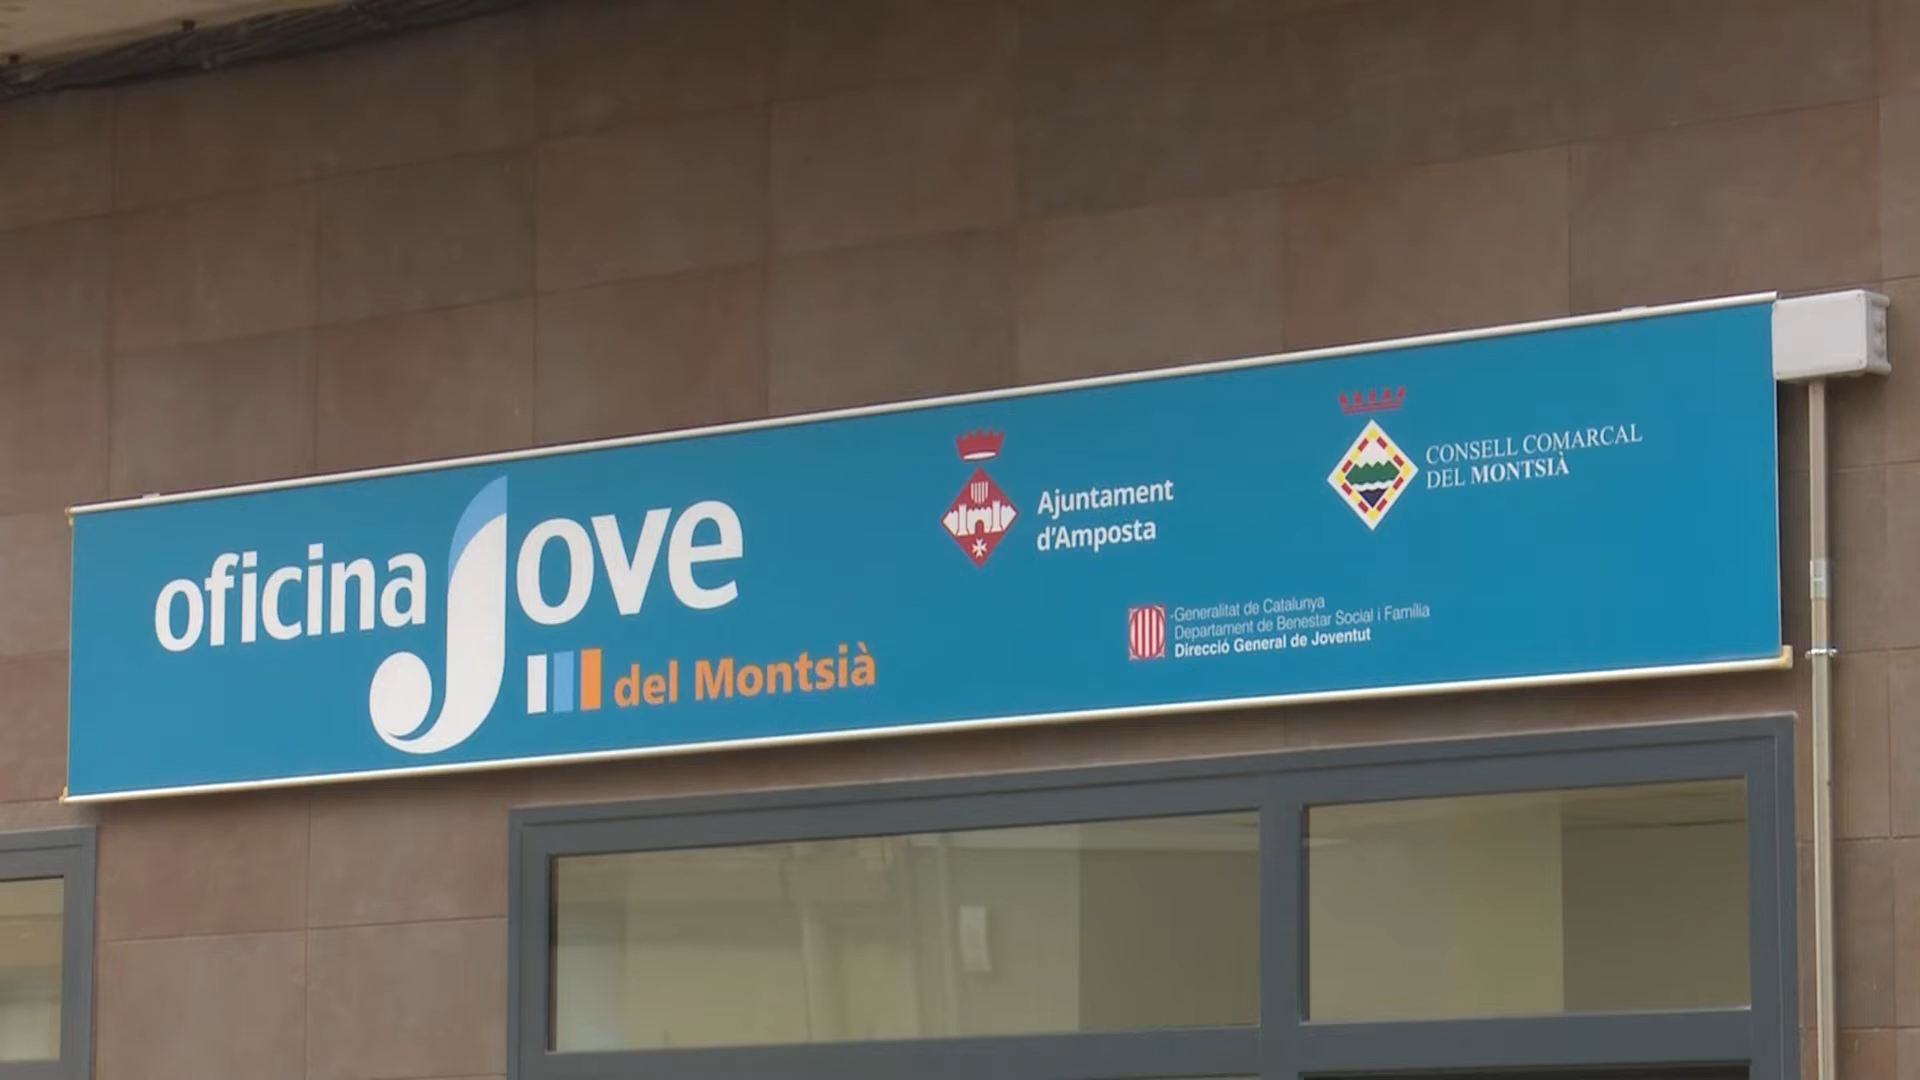 oficina Jove
del Montsià
Ajuntament
d'Amposta
CONSELL COMARCAL
DEL MONTSIÀ
Generalitat de Catalunya
Departament de Benestar Social i Família
Direcció General de Joventut